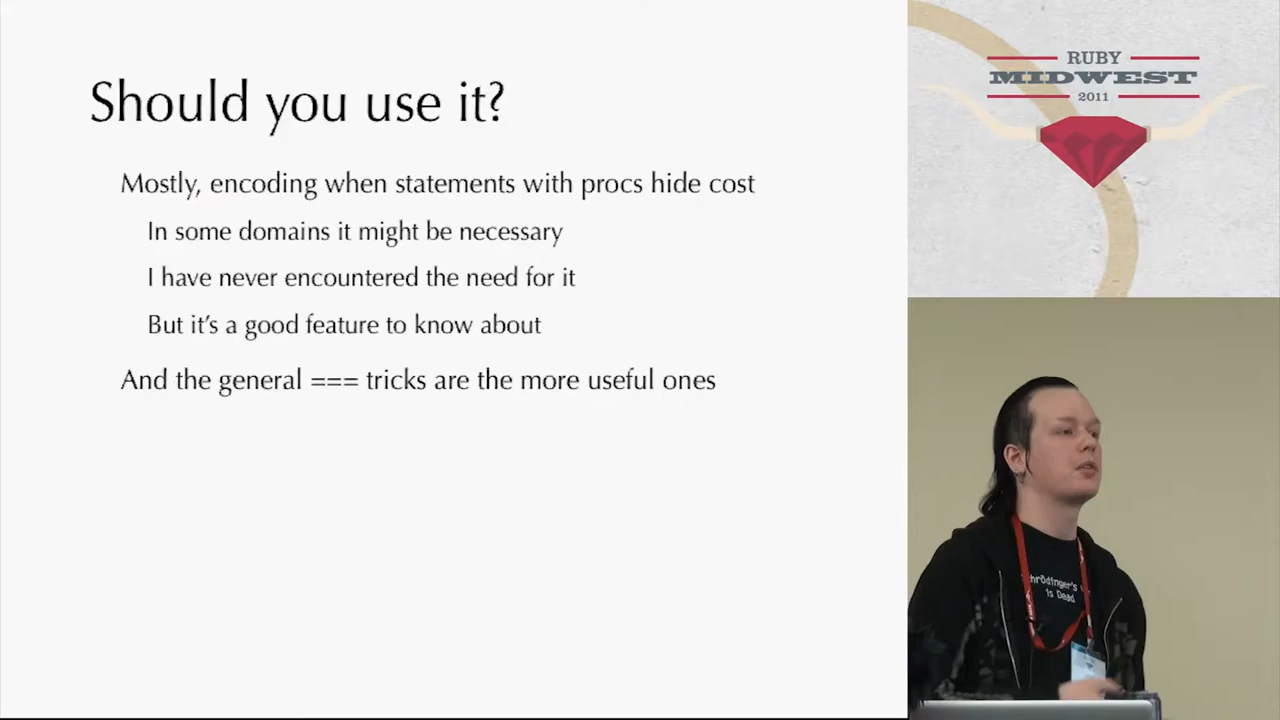 Should you use it?
Mostly, encoding when statements with procs hide cost
In some domains it might be necessary
I have never encountered the need for it
But it's a good feature to know about
And the general === tricks are the more useful ones
RUBY
MIDWEST
2011
is Dead